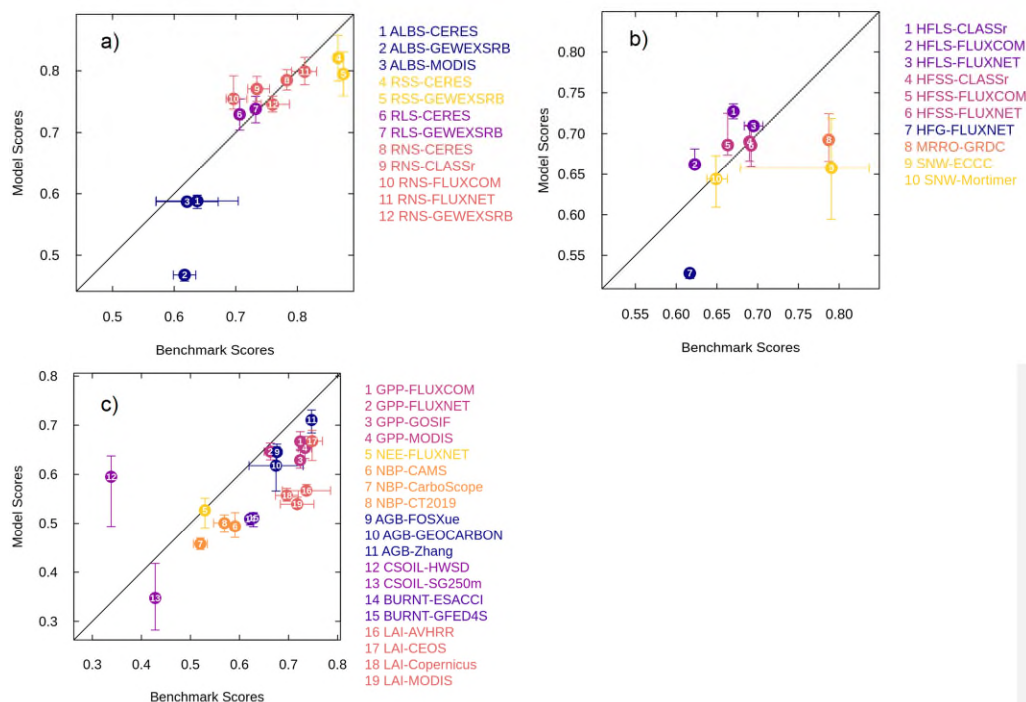 a)
Model Scores
0.8
0.7
0.6
0.5
0.5
0.6
0.7
0.8
Benchmark Scores
1 ALBS-CERES
2 ALBS-GEWEXSRB
3 ALBS-MODIS
4 RSS-CERES
5 RSS-GEWEXSRB
6 RLS-CERES
7 RLS-GEWEXSRB
8 RNS-CERES
9 RNS-CLASSr
10 RNS-FLUXCOM
11 RNS-FLUXNET
12 RNS-GEWEXSRB
b)
Model Scores
0.80
0.75
0.70
0.65
0.60
0.55
0.55
0.60
0.65
0.70
0.75
0.80
Benchmark Scores
1 HFLS-CLASSr
2 HFLS-FLUXCOM
3 HFLS-FLUXNET
4 HFSS-CLASSr
5 HFSS-FLUXCOM
6 HFSS-FLUXNET
7 HFG-FLUXNET
8 MRRO-GRDC
9 SNW-ECCC
10 SNW-Mortimer
c)
Model Scores
0.8
0.7
0.6
0.5
0.4
0.3
0.3
0.4
0.5
0.6
0.7
0.8
Benchmark Scores
1 GPP-FLUXCOM
2 GPP-FLUXNET
3 GPP-GOSIF
4 GPP-MODIS
5 NEE-FLUXNET
6 NBP-CAMS
7 NBP-CarboScope
8 NBP-CT2019
9 AGB-FOSXue
10 AGB-GEOCARBON
11 AGB-Zhang
12 CSOIL-HWSD
13 CSOIL-SG250m
14 BURNT-ESACCI
15 BURNT-GFED4S
16 LAI-AVHRR
17 LAI-CEOS
18 LAI-Copernicus
19 LAI-MODIS